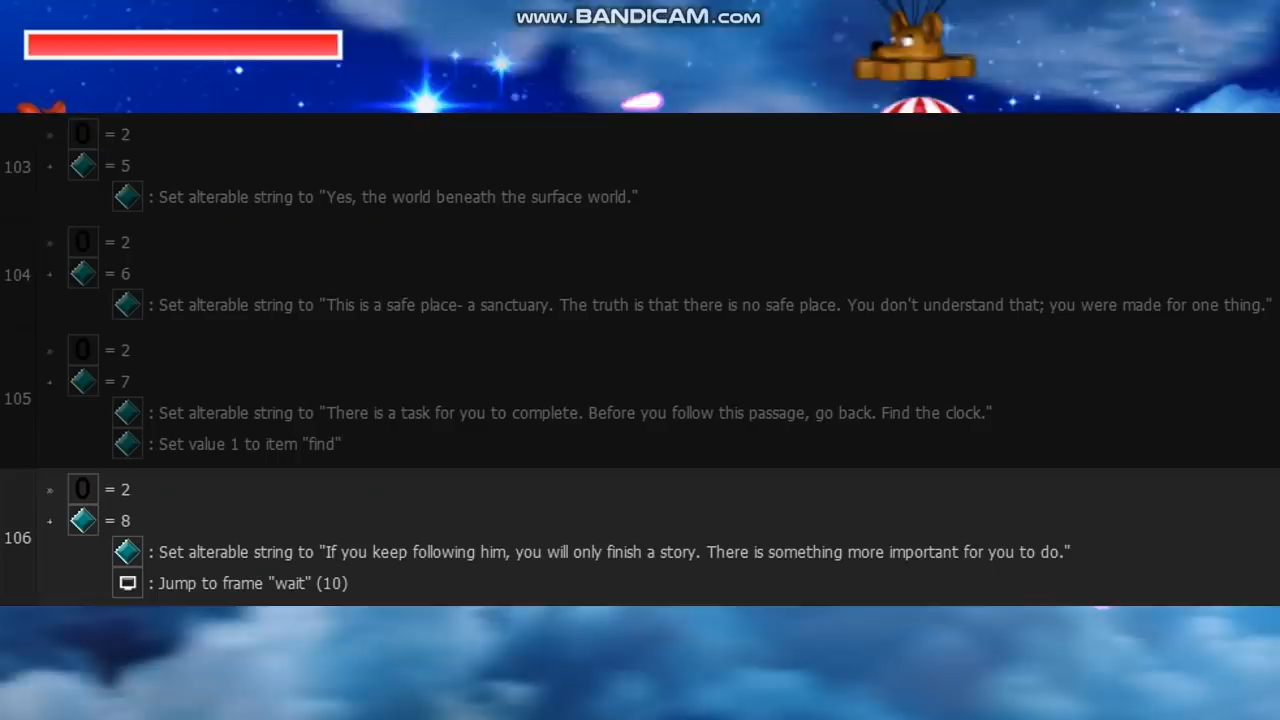 www.BANDICAM.com
» 0 = 2
103 + = 5
: Set alterable string to "Yes, the world beneath the surface world."
» 0 = 2
104 + = 6
: Set alterable string to "This is a safe place- a sanctuary. The truth is that there is no safe place. You don't understand that; you were made for one thing."
» 0 = 2
+ = 7
105
: Set alterable string to "There is a task for you to complete. Before you follow this passage, go back. Find the clock."
: Set value 1 to item "find"
» 0 = 2
+ = 8
106
: Set alterable string to "If you keep following him, you will only finish a story. There is something more important for you to do."
: Jump to frame "wait" (10)